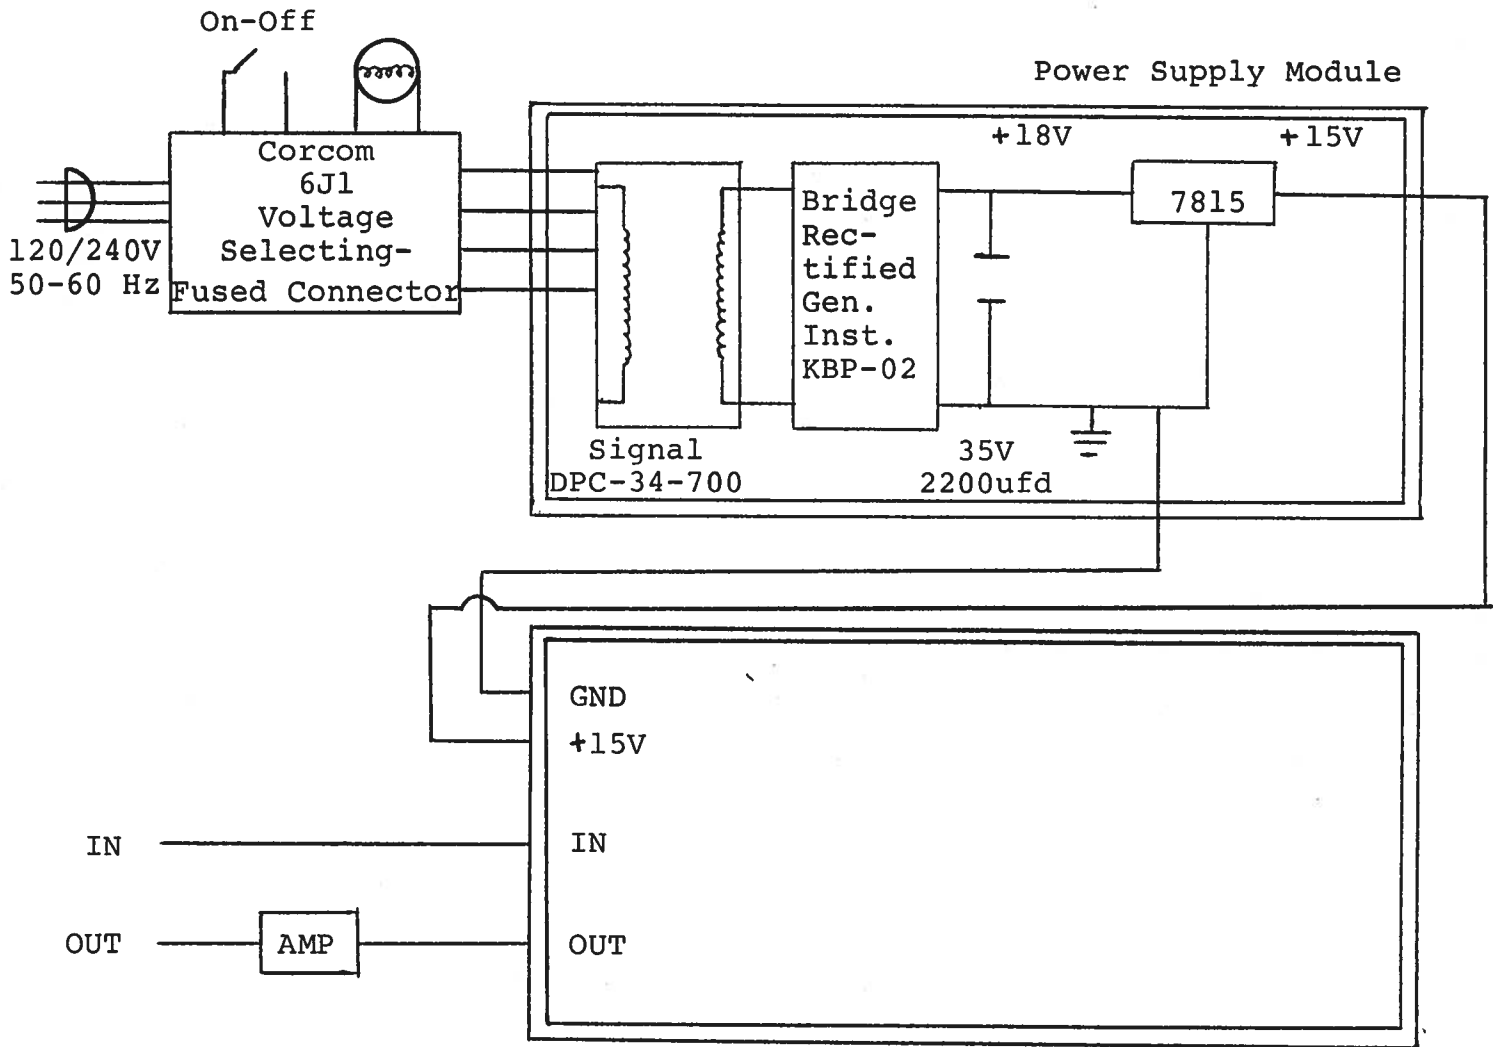 On-Off
Power Supply Module
Corcom
6J1
Voltage
Selecting-
Fused Connector
120/240V
50-60 Hz
Signal
DPC-34-700
Bridge
Rec-
tified
Gen.
Inst.
KBP-02
+18V
+15V
7815
35V
2200ufd
GND
+15V
IN
IN
OUT
AMP
OUT